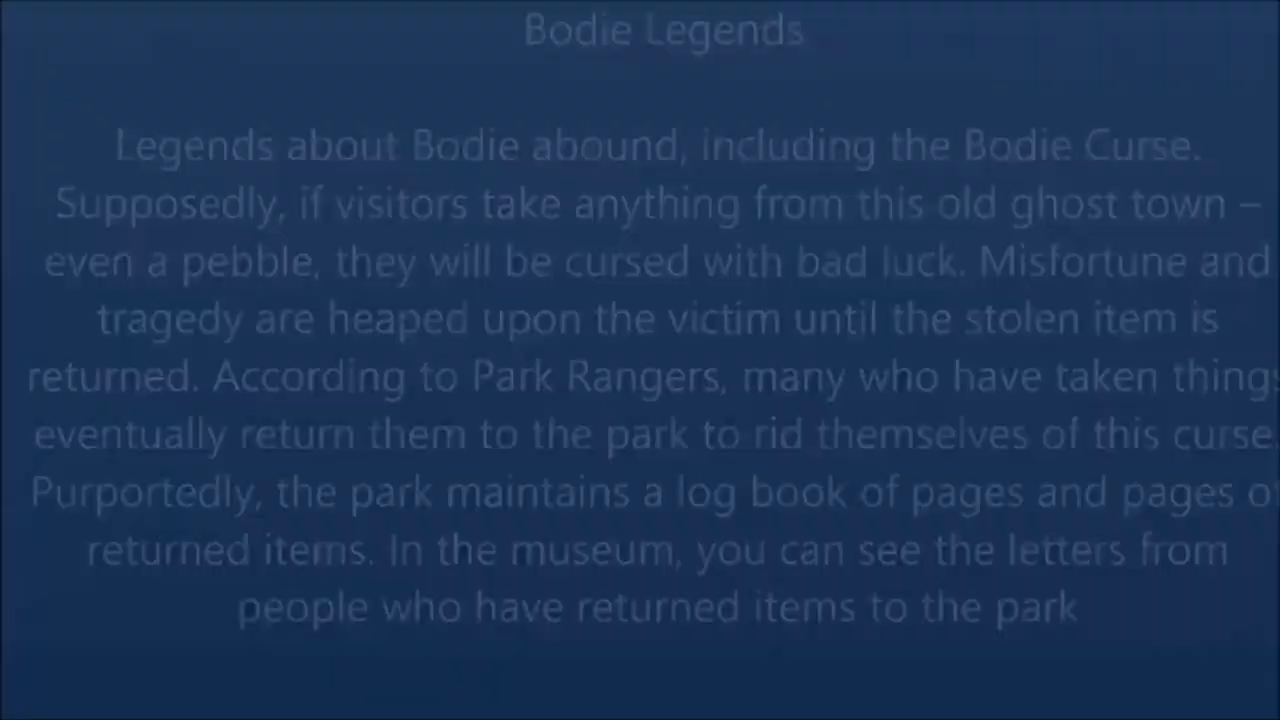 Bodie Legends
Legends about Bodie abound, including the Bodie Curse.
Supposedly, if visitors take anything from this old ghost town –
even a pebble, they will be cursed with bad luck. Misfortune and
tragedy are heaped upon the victim until the stolen item is
returned. According to Park Rangers, many who have taken things
eventually return them to the park to rid themselves of this curse
Purportedly, the park maintains a log book of pages and pages of
returned items. In the museum, you can see the letters from
people who have returned items to the park